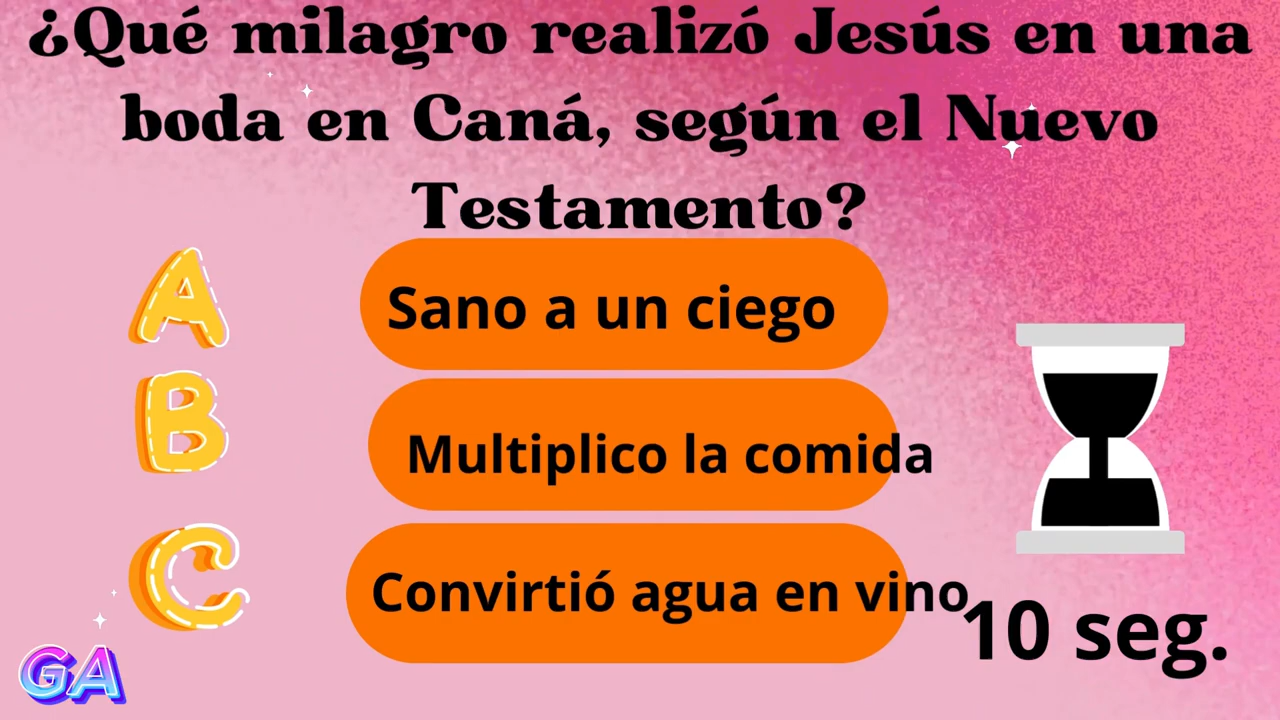 ¿Qué milagro realizó Jesús en una
boda en Caná, según el Nuevo
Testamento?
A
Sano a un ciego
B
Multiplico la comida
C
Convirtió agua en vino
10 seg.
GA